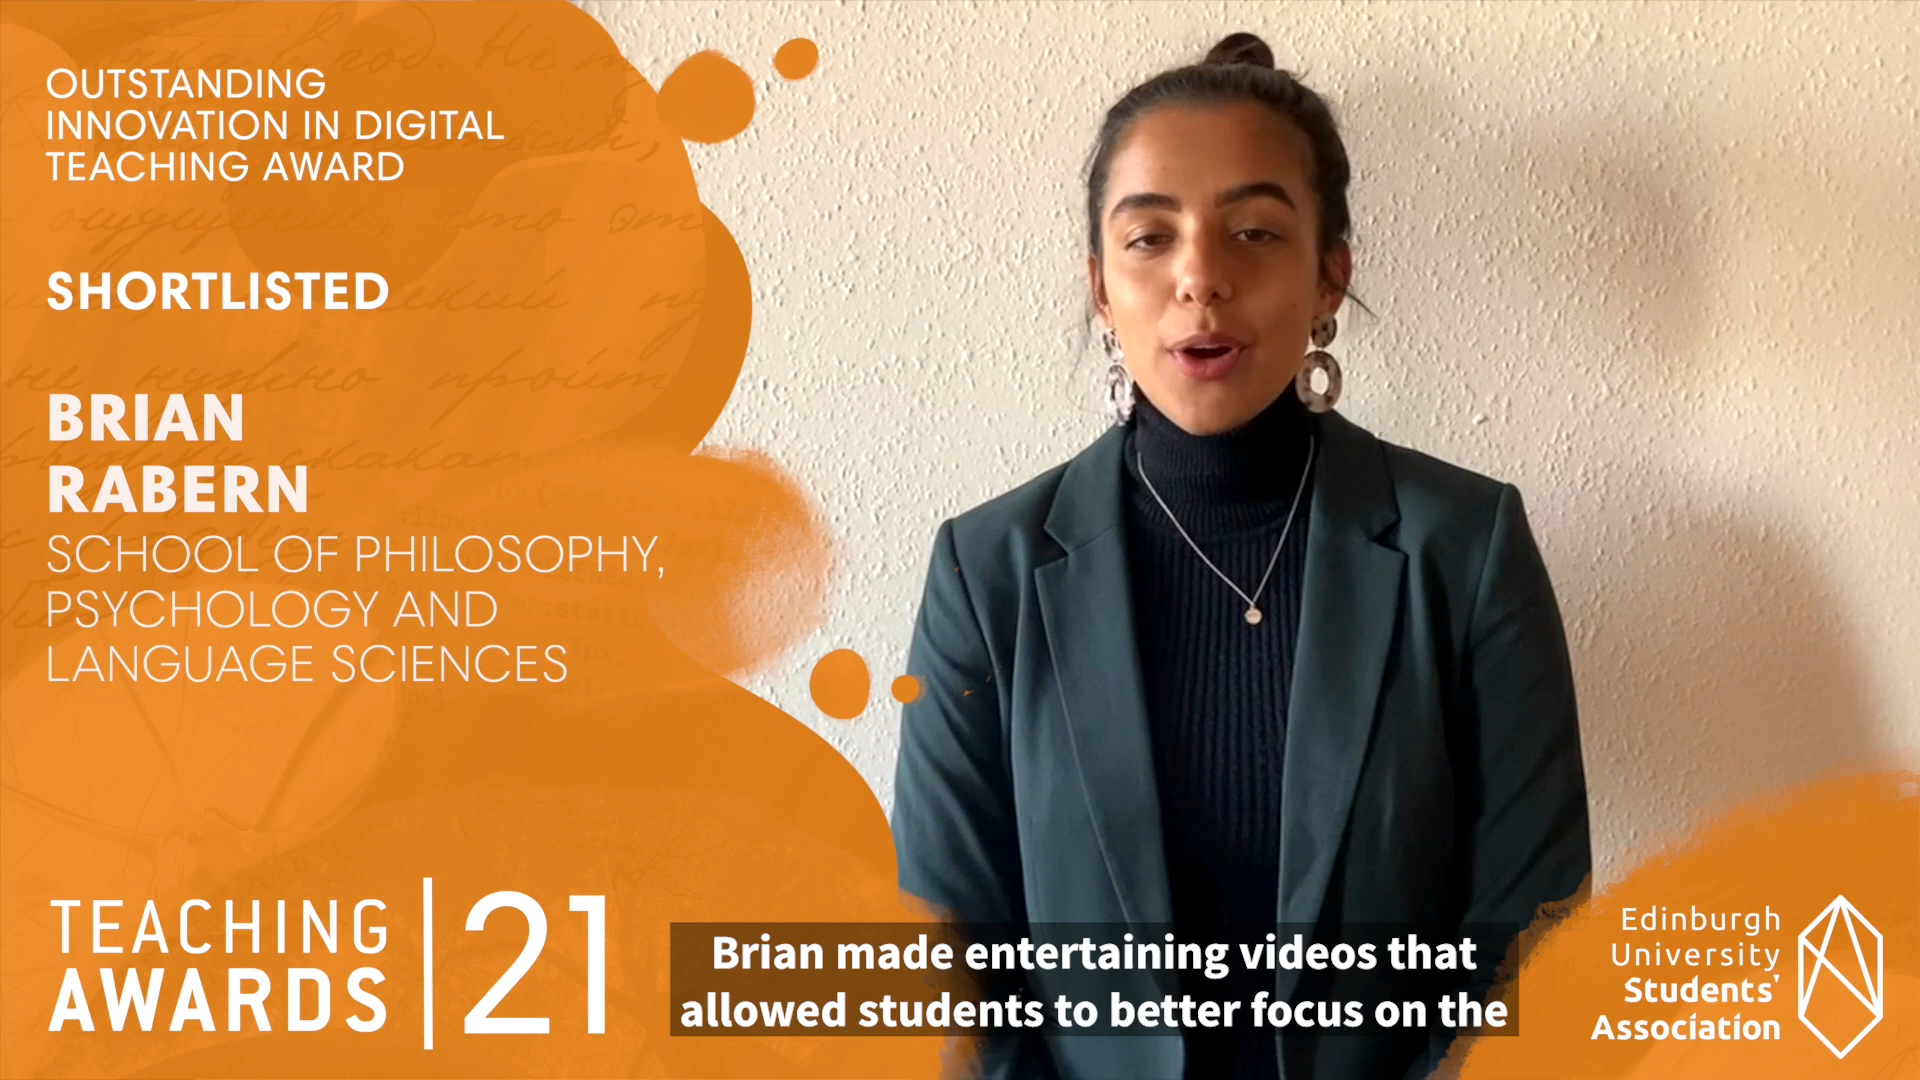 OUTSTANDING
INNOVATION IN DIGITAL
TEACHING AWARD
SHORTLISTED
BRIAN
RABERN
SCHOOL OF PHILOSOPHY,
PSYCHOLOGY AND
LANGUAGE SCIENCES
TEACHING
AWARDS
21
Brian made entertaining videos that
allowed students to better focus on the
Edinburgh
University
Students'
Association